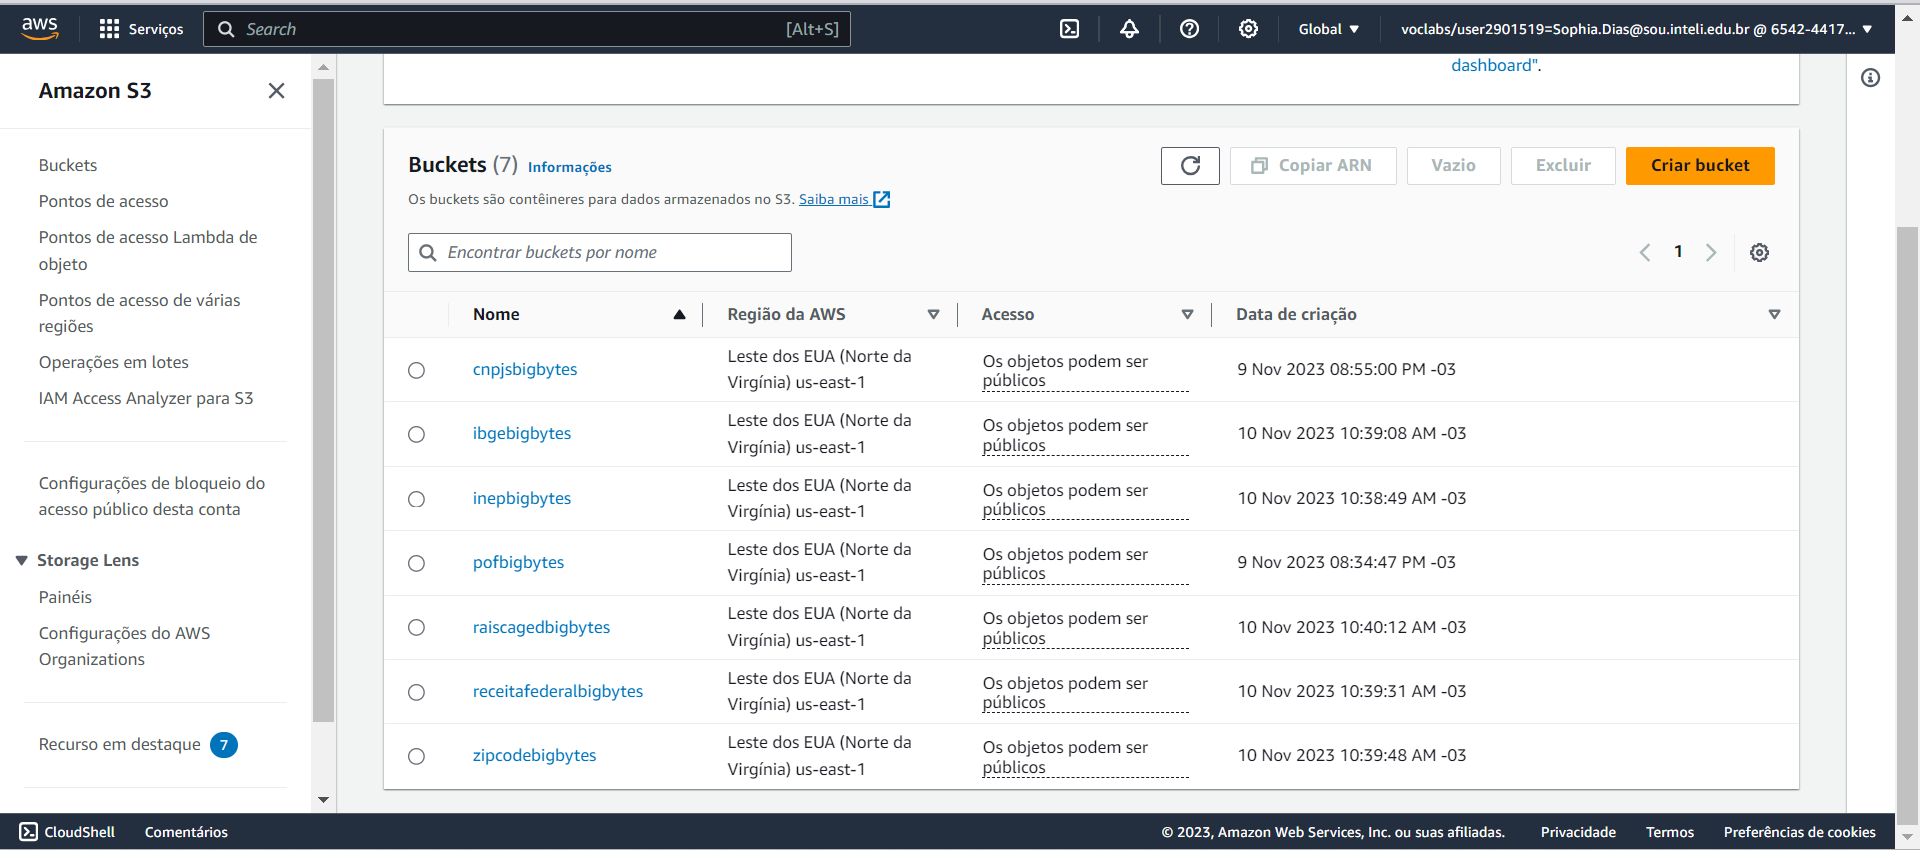 aws
Serviços
Search
[Alt+S]
Global
voclabs/user2901519=Sophia.Dias@sou.inteli.edu.br @ 6542-4417...
Amazon S3
Buckets
Pontos de acesso
Pontos de acesso Lambda de
objeto
Pontos de acesso de várias
regiões
Operações em lotes
IAM Access Analyzer para S3
Configurações de bloqueio do
acesso público desta conta
Storage Lens
Painéis
Configurações do AWS
Organizations
Recurso em destaque 7
dashboard".
Buckets (7) Informações
Copiar ARN
Vazio
Excluir
Criar bucket
Os buckets são contêineres para dados armazenados no S3. Saiba mais
Encontrar buckets por nome
1
Nome
Região da AWS
Acesso
Data de criação
cnpjsbigbytes
Leste dos EUA (Norte da
Virgínia) us-east-1
Os objetos podem ser
públicos
9 Nov 2023 08:55:00 PM -03
ibgebigbytes
Leste dos EUA (Norte da
Virgínia) us-east-1
Os objetos podem ser
públicos
10 Nov 2023 10:39:08 AM -03
inepbigbytes
Leste dos EUA (Norte da
Virgínia) us-east-1
Os objetos podem ser
públicos
10 Nov 2023 10:38:49 AM -03
pofbigbytes
Leste dos EUA (Norte da
Virgínia) us-east-1
Os objetos podem ser
públicos
9 Nov 2023 08:34:47 PM -03
raiscagedbigbytes
Leste dos EUA (Norte da
Virgínia) us-east-1
Os objetos podem ser
públicos
10 Nov 2023 10:40:12 AM -03
receitafederalbigbytes
Leste dos EUA (Norte da
Virgínia) us-east-1
Os objetos podem ser
públicos
10 Nov 2023 10:39:31 AM -03
zipcodebigbytes
Leste dos EUA (Norte da
Virgínia) us-east-1
Os objetos podem ser
públicos
10 Nov 2023 10:39:48 AM -03
CloudShell
Comentários
© 2023, Amazon Web Services, Inc. ou suas afiliadas.
Privacidade
Termos
Preferências de cookies